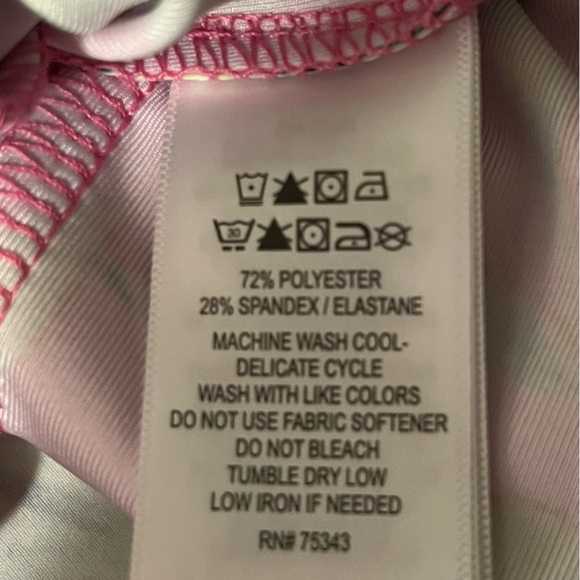 30
72% POLYESTER
28% SPANDEX / ELASTANE
MACHINE WASH COOL-
DELICATE CYCLE
WASH WITH LIKE COLORS
DO NOT USE FABRIC SOFTENER
DO NOT BLEACH
TUMBLE DRY LOW
LOW IRON IF NEEDED
RN# 75343